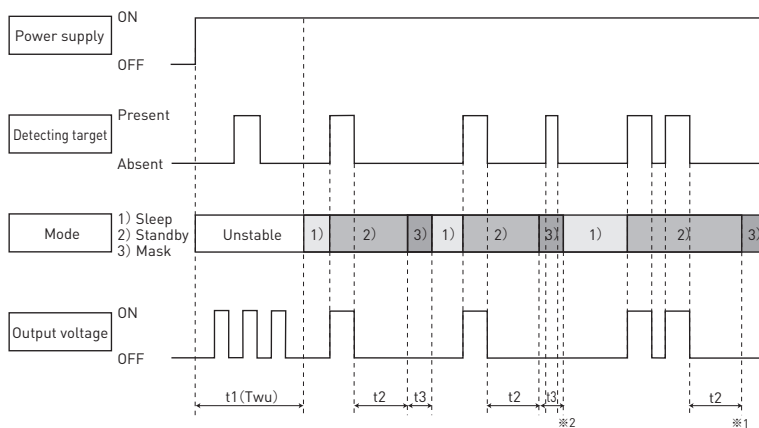 Power supply
ON
OFF
Detecting target
Present
Absent
Mode
1) Sleep
2) Standby
3) Mask
Unstable
1)
2)
3)
1)
2)
3)
1)
2)
3)
Output voltage
ON
OFF
t1(Twu)
t2
t3
t2
t3
t2
※2
※1